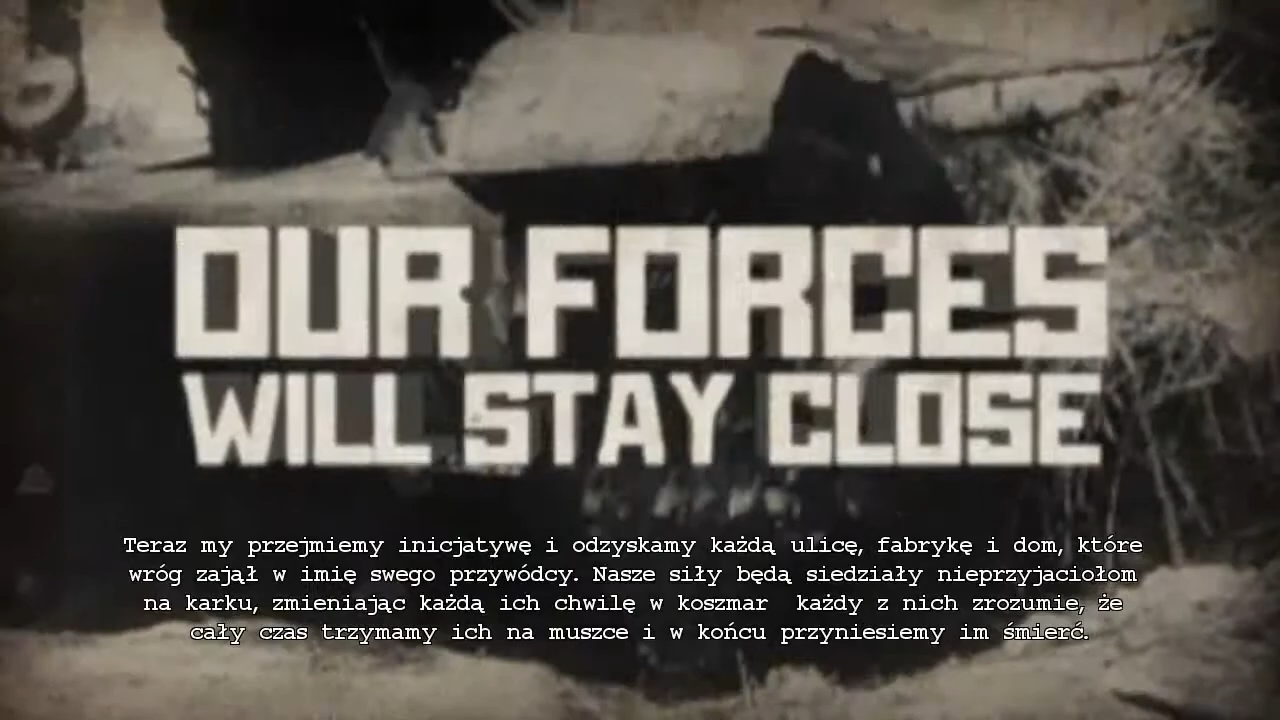 OUR FORCES
WILL STAY CLOSE
Teraz my przejmiemy inicjatywę i odzyskamy każdą ulicę, fabrykę i dom, które
wróg zajął w imię swego przywódcy. Nasze siły będą siedziały nieprzyjaciołom
na karku, zmieniając każdą ich chwilę w koszmar  każdy z nich zrozumie, że
cały czas trzymamy ich na muszce i w końcu przyniesiemy im śmierć.